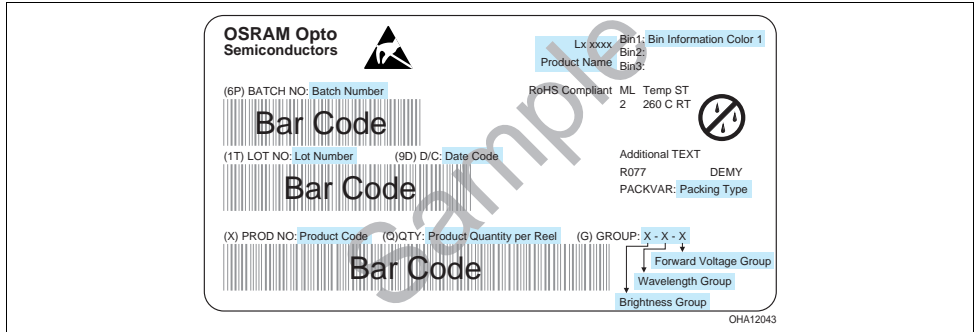 OSRAM Opto
Semiconductors
Lx xxxx
Product Name
Bin1: Bin Information Color 1
Bin2:
Bin3:
(6P) BATCH NO: Batch Number
Bar Code
RoHS Compliant
ML Temp ST
2 260 C RT
(1T) LOT NO: Lot Number (9D) D/C: Date Code
Bar Code
Additional TEXT
R077 DEMY
PACKVAR: Packing Type
(X) PROD NO: Product Code (Q)QTY: Product Quantity per Reel (G) GROUP: X - X - X
Bar Code
Forward Voltage Group
Wavelength Group
Brightness Group
Sample
OHA12043